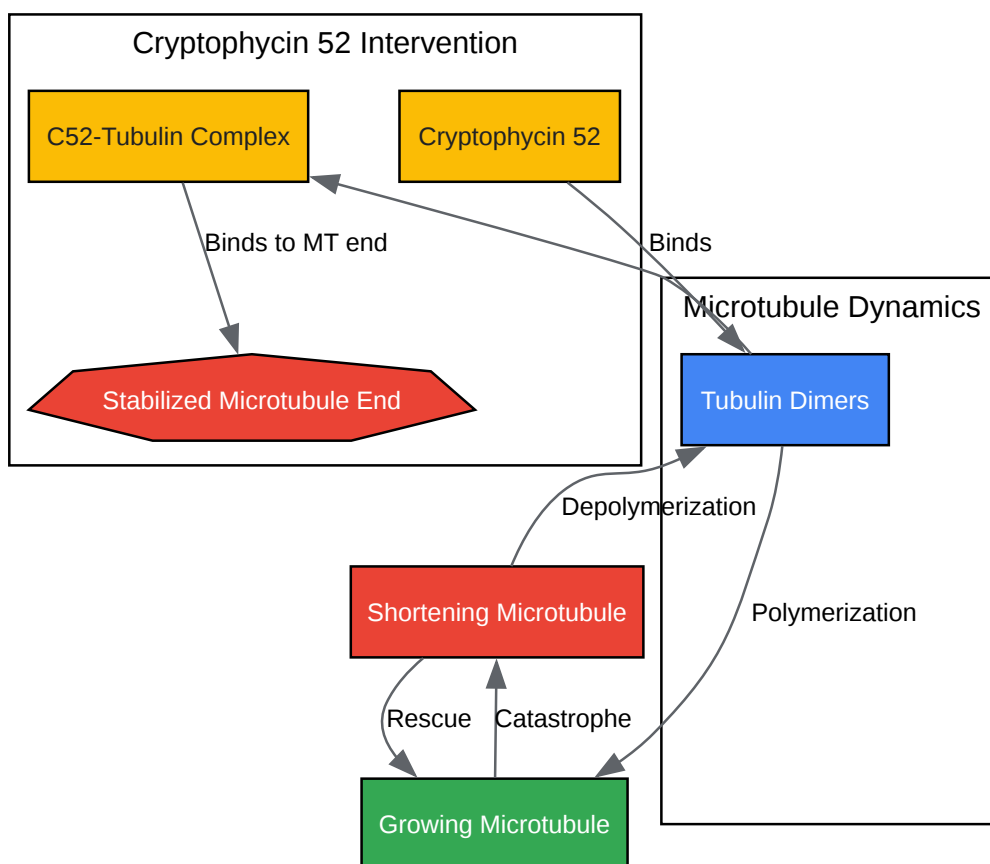 Cryptophycin 52 Intervention
C52-Tubulin Complex
Cryptophycin 52
Binds to MT end
Binds
Microtubule Dynamics
Stabilized Microtubule End
Tubulin Dimers
Depolymerization
Shortening Microtubule
Polymerization
Rescue
Catastrophe
Growing Microtubule